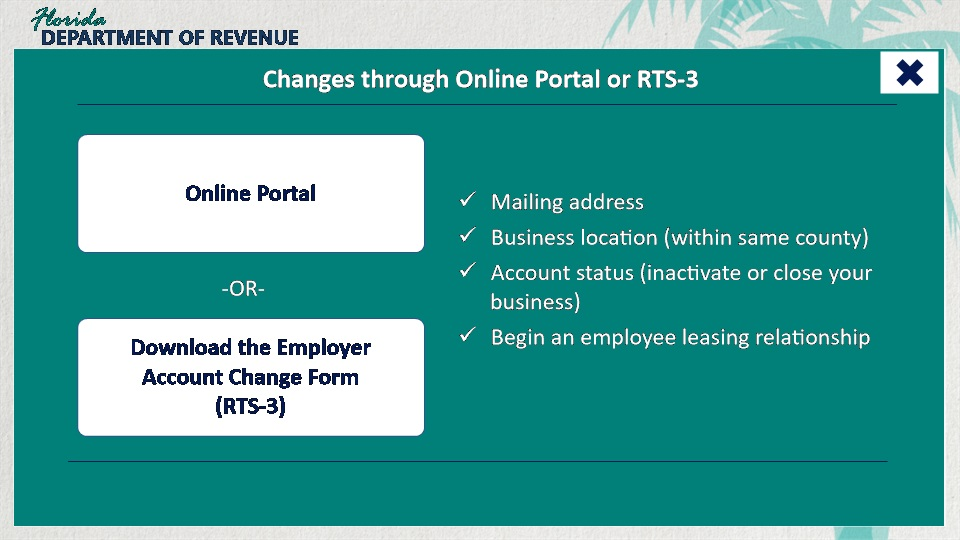 Florida
DEPARTMENT OF REVENUE
Changes through Online Portal or RTS-3
Online Portal
-OR-
Download the Employer
Account Change Form
(RTS-3)
✓ Mailing address
✓ Business location (within same county)
✓ Account status (inactivate or close your
business)
✓ Begin an employee leasing relationship